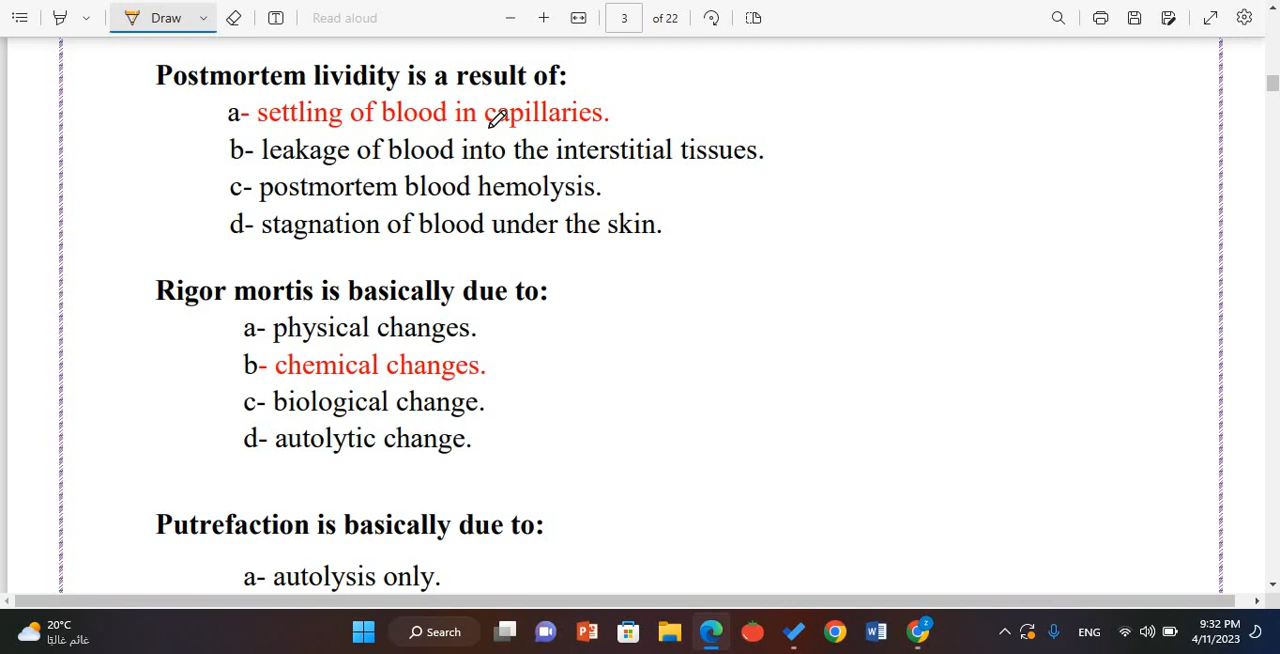 Draw
Read aloud
3
of 22
Postmortem lividity is a result of:
a- settling of blood in capillaries.
b- leakage of blood into the interstitial tissues.
c- postmortem blood hemolysis.
d- stagnation of blood under the skin.
Rigor mortis is basically due to:
a- physical changes.
b- chemical changes.
c- biological change.
d- autolytic change.
Putrefaction is basically due to:
a- autolysis only.
20°C
غائم غالبًا
Search
ENG
9:32 PM
4/11/2023